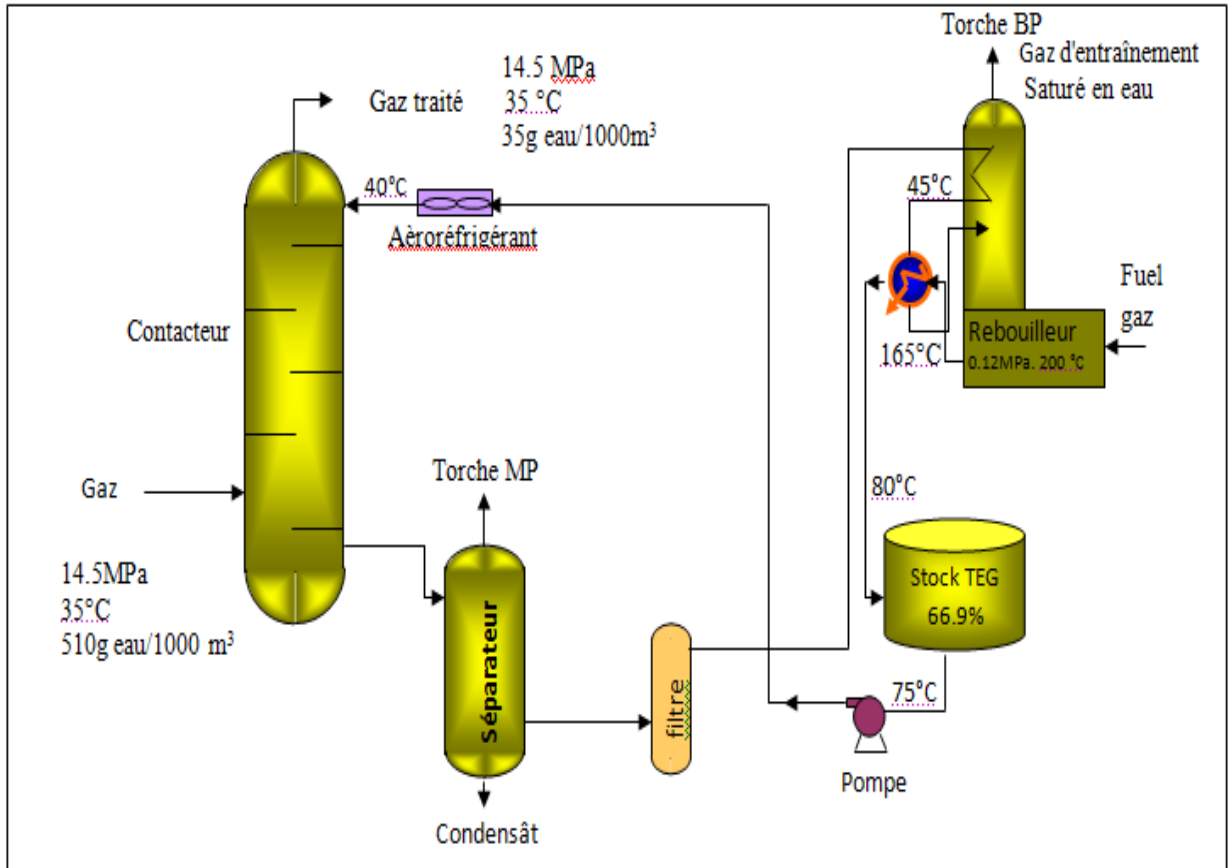 Torche BP
Gaz d'entraînement
Saturé en eau
14.5 MPa
35 °C
35g eau/1000m³
Gaz traité
40°C
45°C
Aèroréfrigérant
Fuel
gaz
Contacteur
Rebouilleur
0.12MPa. 200 °C
165°C
Torche MP
Gaz
80°C
14.5MPa
35°C
510g eau/1000 m³
Stock TEG
66.9%
Séparateur
filtre
75°C
Pompe
Condensât